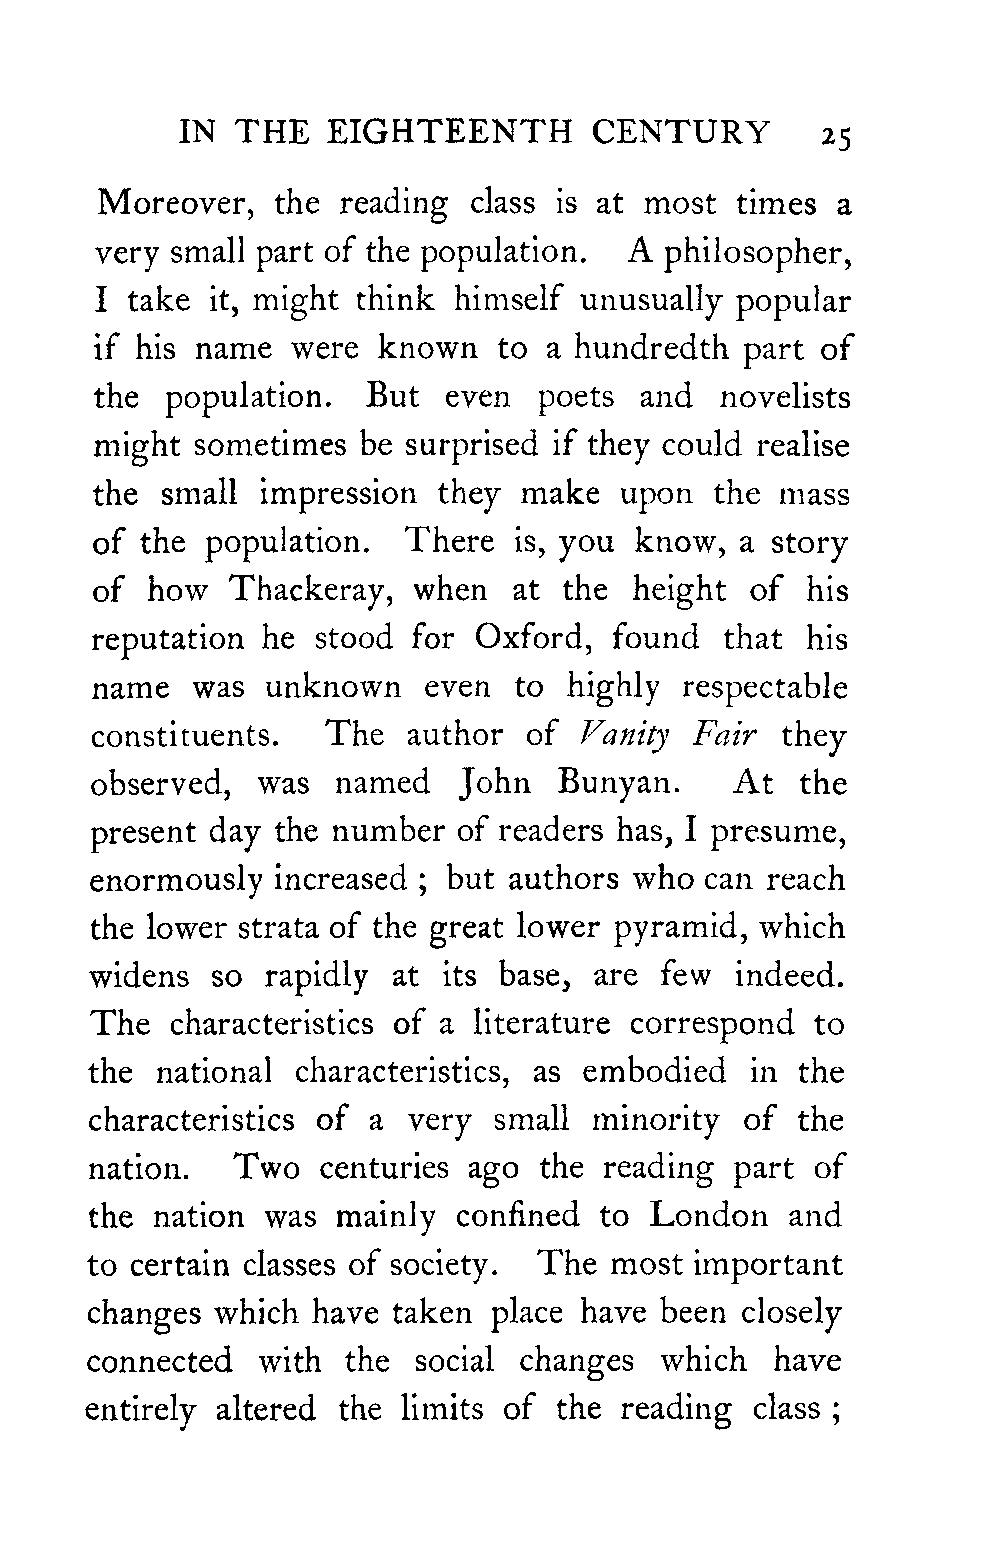 IN THE EIGHTEENTH CENTURY 25
Moreover, the reading class is at most times a
very small part of the population. A philosopher,
I take it, might think himself unusually popular
if his name were known to a hundredth part of
the population. But even poets and novelists
might sometimes be surprised if they could realise
the small impression they make upon the mass
of the population. There is, you know, a story
of how Thackeray, when at the height of his
reputation he stood for Oxford, found that his
name was unknown even to highly respectable
constituents. The author of Vanity Fair they
observed, was named John Bunyan. At the
present day the number of readers has, I presume,
enormously increased ; but authors who can reach
the lower strata of the great lower pyramid, which
widens so rapidly at its base, are few indeed.
The characteristics of a literature correspond to
the national characteristics, as embodied in the
characteristics of a very small minority of the
nation. Two centuries ago the reading part of
the nation was mainly confined to London and
to certain classes of society. The most important
changes which have taken place have been closely
connected with the social changes which have
entirely altered the limits of the reading class ;